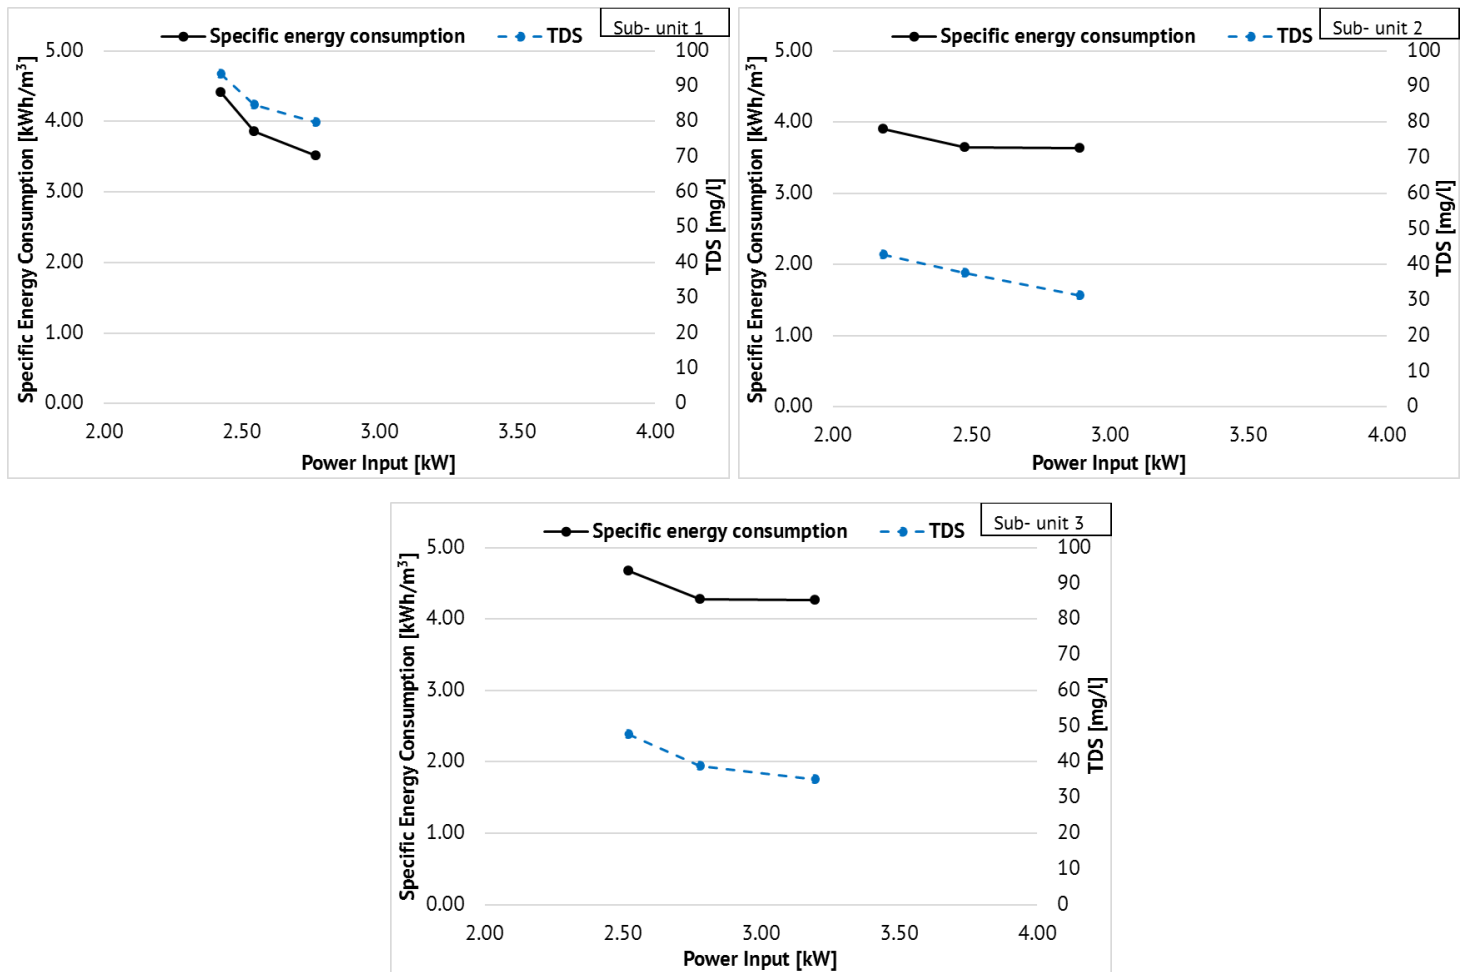 Sub- unit 1
Specific energy consumption TDS
Specific Energy Consumption [kWh/m³]
5.00
4.00
3.00
2.00
1.00
0.00
100
90
80
70
60
50
40
30
20
10
0
TDS [mg/l]
2.00 2.50 3.00 3.50 4.00
Power Input [kW]
Sub- unit 2
Specific energy consumption TDS
Specific Energy Consumption [kWh/m³]
5.00
4.00
3.00
2.00
1.00
0.00
100
90
80
70
60
50
40
30
20
10
0
TDS [mg/l]
2.00 2.50 3.00 3.50 4.00
Power Input [kW]
Sub- unit 3
Specific energy consumption TDS
Specific Energy Consumption [kWh/m³]
5.00
4.00
3.00
2.00
1.00
0.00
100
90
80
70
60
50
40
30
20
10
0
TDS [mg/l]
2.00 2.50 3.00 3.50 4.00
Power Input [kW]